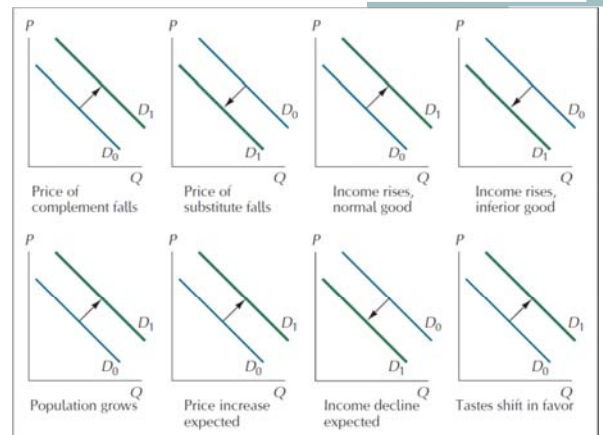 P
D1
D0
Q
Price of
complement falls
P
D0
D1
Q
Price of
substitute falls
P
D1
D0
Q
Income rises,
normal good
P
D0
D1
Q
Income rises,
inferior good
P
D1
D0
Q
Population grows
P
D1
D0
Q
Price increase
expected
P
D0
D1
Q
Income decline
expected
P
D1
D0
Q
Tastes shift in favor